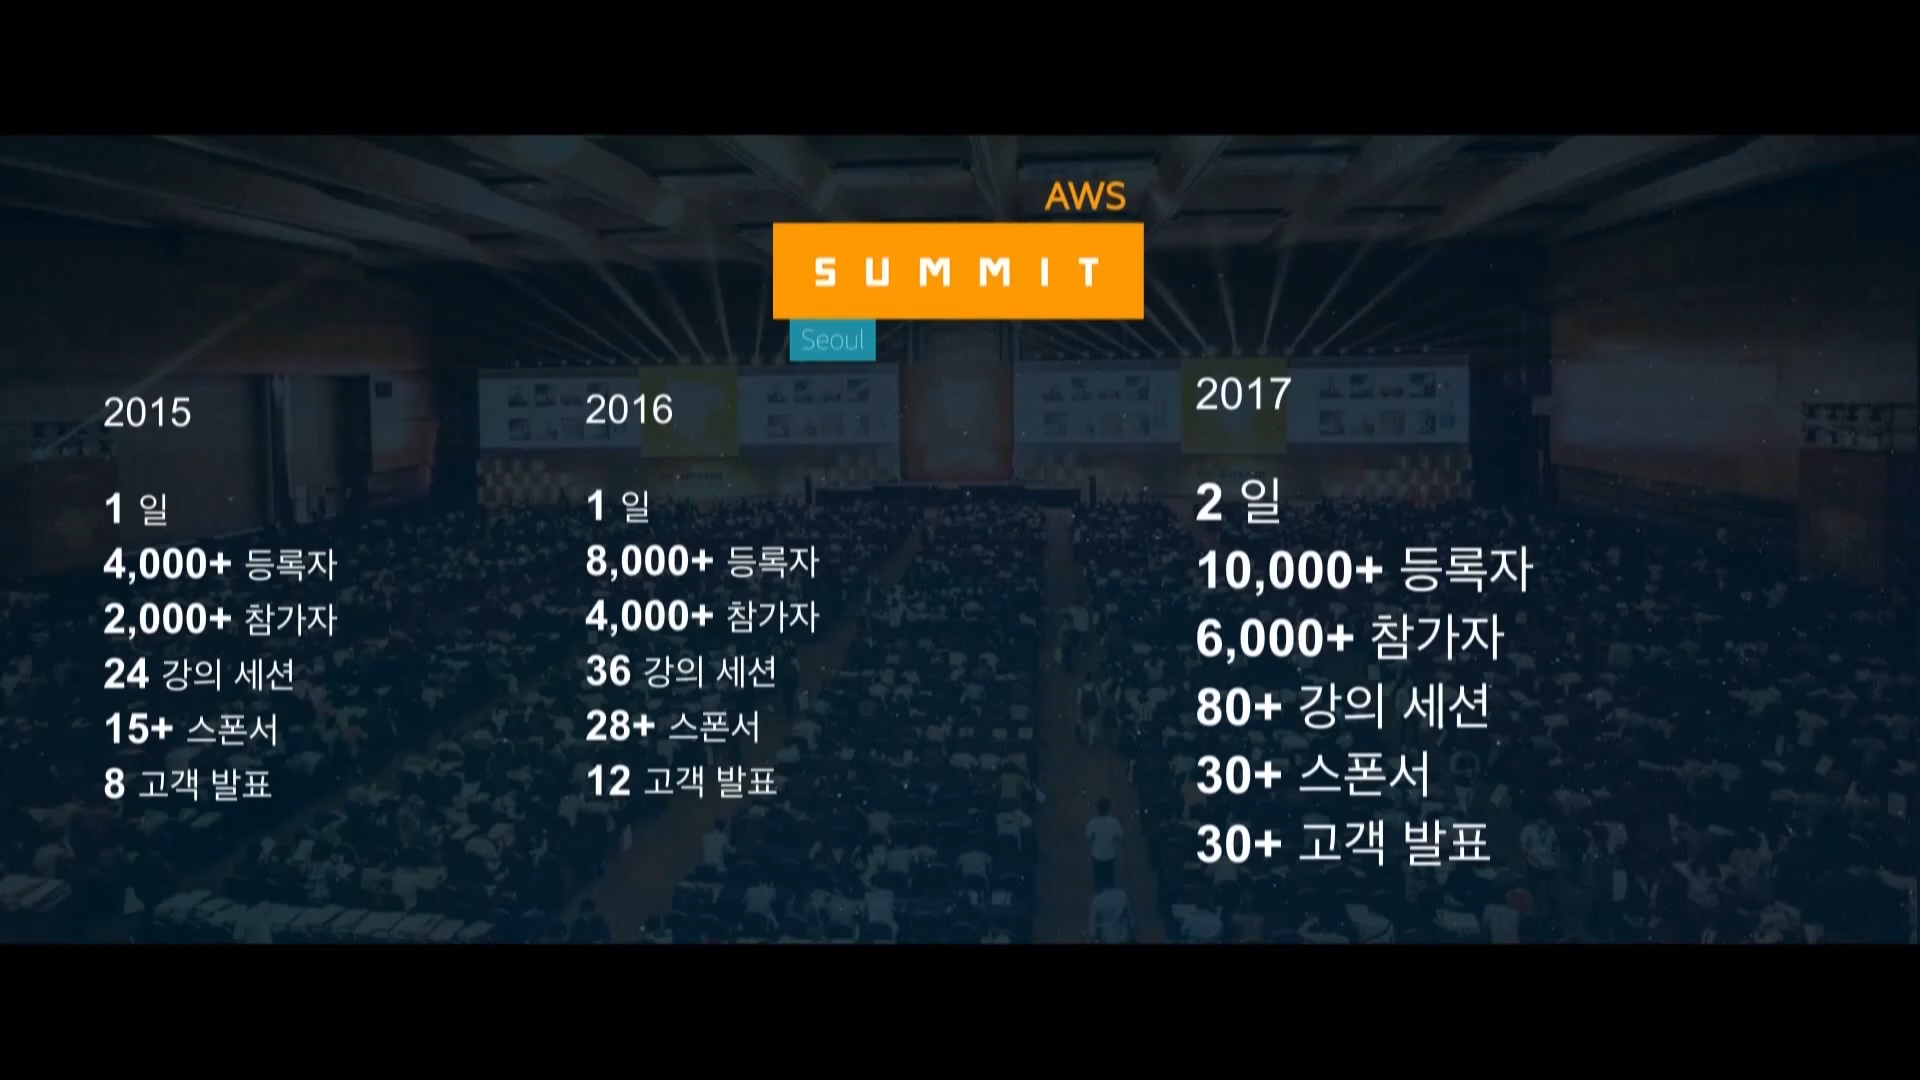 AWS
SUMMIT
Seoul
2015
1 일
4,000+ 등록자
2,000+ 참가자
24 강의 세션
15+ 스폰서
8 고객 발표
2016
1 일
8,000+ 등록자
4,000+ 참가자
36 강의 세션
28+ 스폰서
12 고객 발표
2017
2 일
10,000+ 등록자
6,000+ 참가자
80+ 강의 세션
30+ 스폰서
30+ 고객 발표